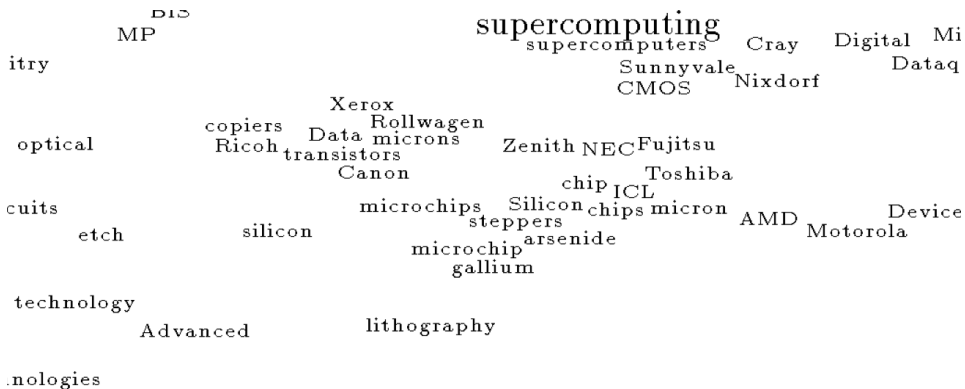 BIS
supercomputing
MP
supercomputers
Cray
Digital
Mi
itry
Sunnyvale
Dataq
CMOS
Nixdorf
Xerox
copiers
Rollwagen
Data
microns
optical
Ricoh
Zenith
NEC
Fujitsu
transistors
Canon
Toshiba
chip
ICL
cuits
microchips
Silicon
chips
micron
Device
steppers
AMD
etch
silicon
arsenide
Motorola
microchip
gallium
technology
Advanced
lithography
nologies